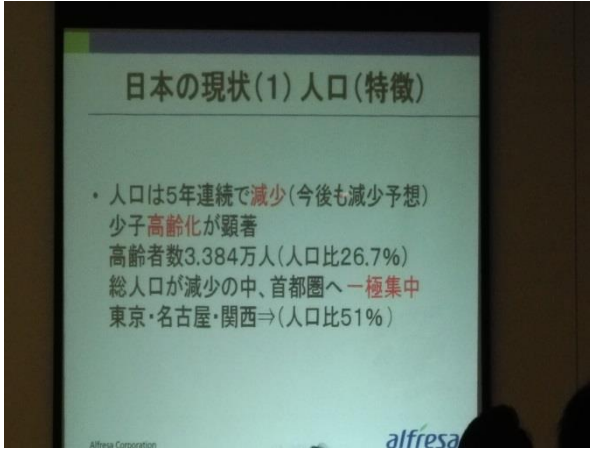 日本の現状(1)人口(特徴)
・人口は5年連続で減少(今後も減少予想)
少子高齢化が顕著
高齢者数3.384万人(人口比26.7%)
総人口が減少の中、首都圏へ一極集中
東京・名古屋・関西⇒(人口比51%)
Alfresa Corporation
alfresa